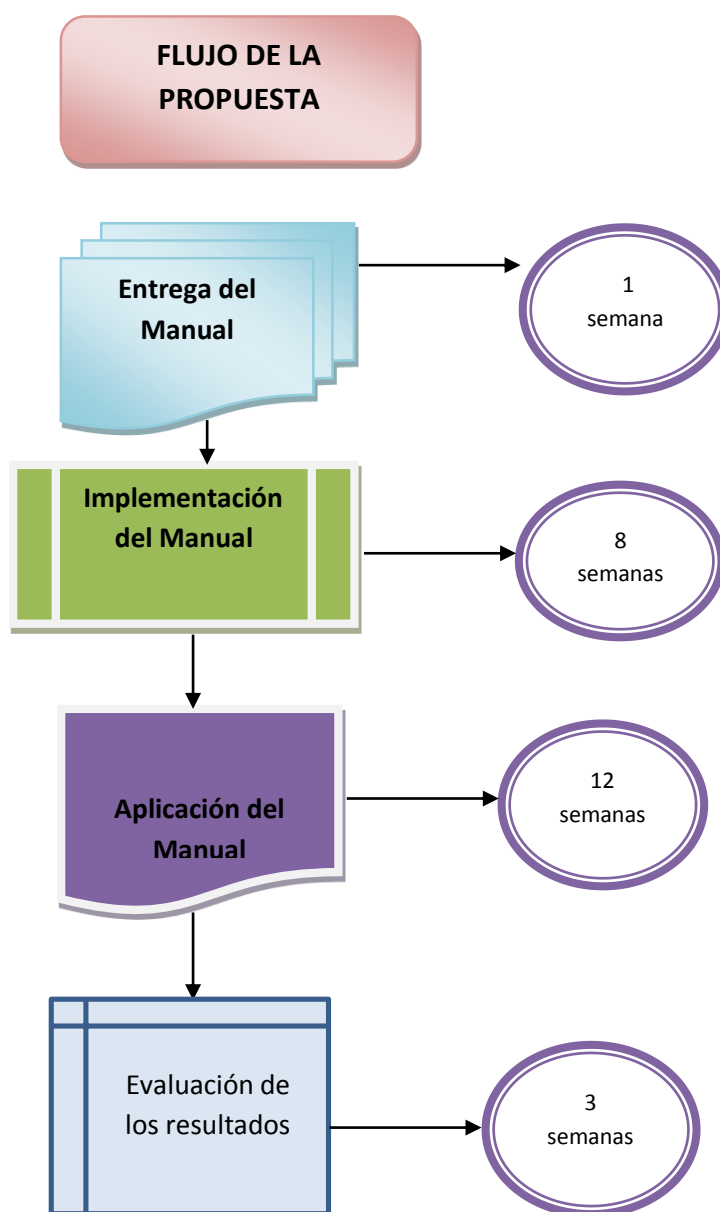 FLUJO DE LA
PROPUESTA
Entrega del
Manual
1
semana
Implementación
del Manual
8
semanas
Aplicación del
Manual
12
semanas
Evaluación de
los resultados
3
semanas